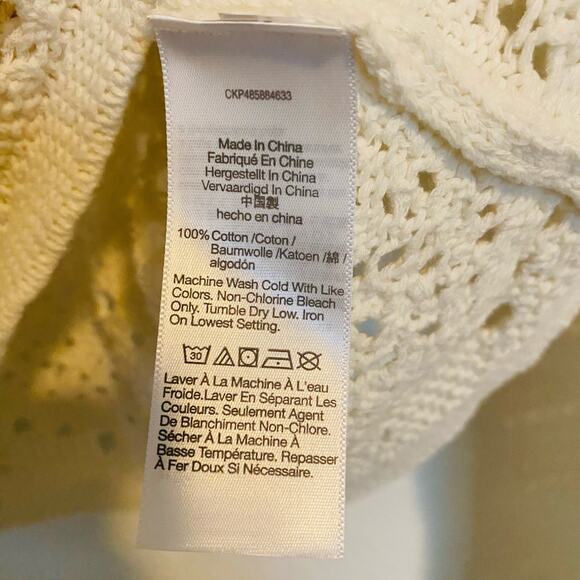 CKP485884633
Made In China
Fabriqué En Chine
Hergestellt In China
Vervaardigd In China
中国製
hecho en china
100% Cotton /Coton /
Baumwolle /Katoen /綿 /
algodón
Machine Wash Cold With Like
Colors. Non-Chlorine Bleach
Only. Tumble Dry Low. Iron
On Lowest Setting.
30
Laver À La Machine À L'eau
Froide.Laver En Séparant Les
Couleurs. Seulement Agent
De Blanchiment Non-Chlore.
Sécher À La Machine À
Basse Température. Repasser
À Fer Doux Si Nécessaire.